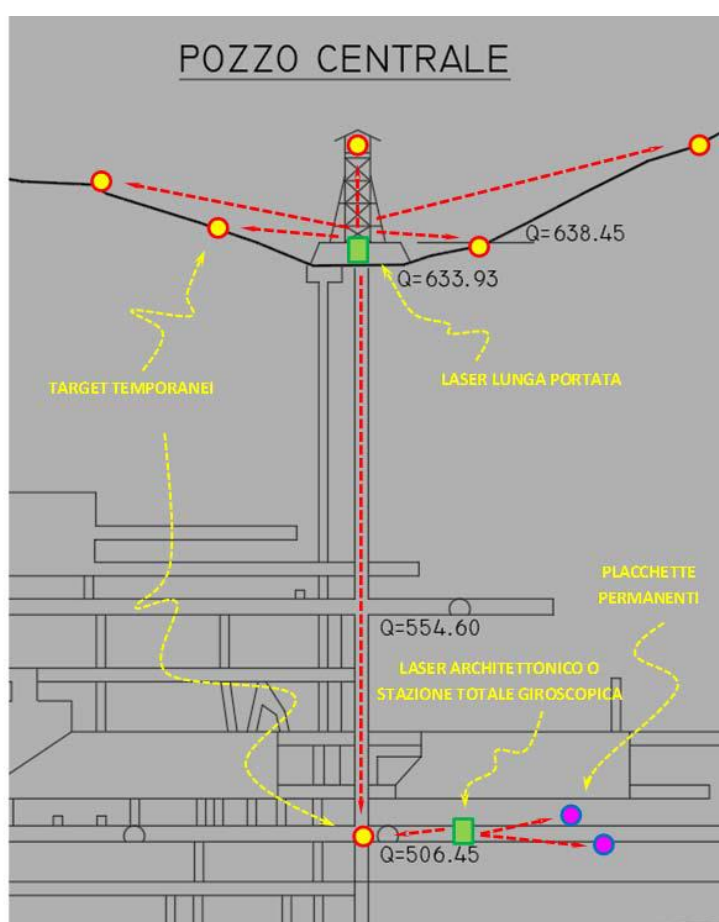 POZZO CENTRALE
Q=638.45
Q=633.93
TARGET TEMPORANEI
LASER LUNGA PORTATA
PLACCHETTE
PERMANENTI
Q=554.60
LASER ARCHITETTONICO O
STAZIONE TOTALE GIROSCOPICA
Q=506.45